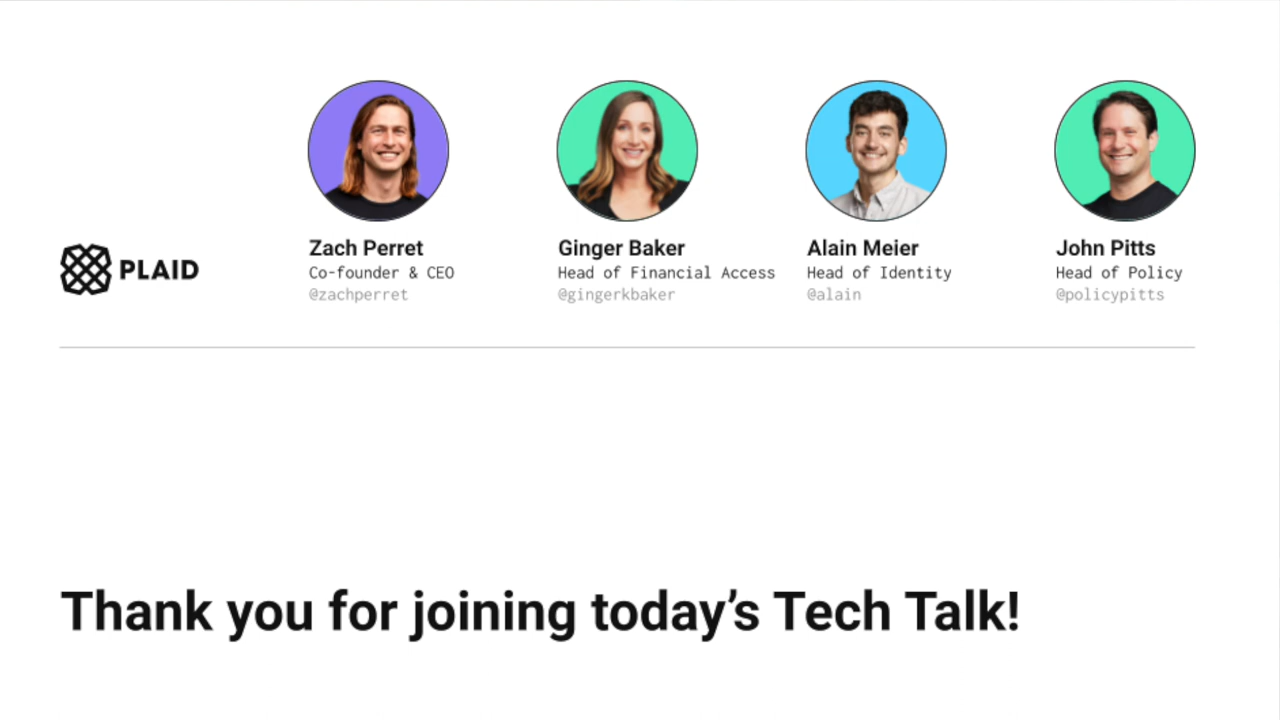 PLAID
Zach Perret
Co-founder & CEO
@zachperret
Ginger Baker
Head of Financial Access
@gingerkbaker
Alain Meier
Head of Identity
@alain
John Pitts
Head of Policy
@policypitts
Thank you for joining today’s Tech Talk!